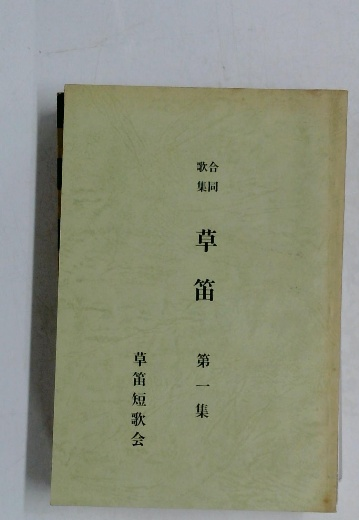 合同
歌集
草笛
第一集
草笛短歌会